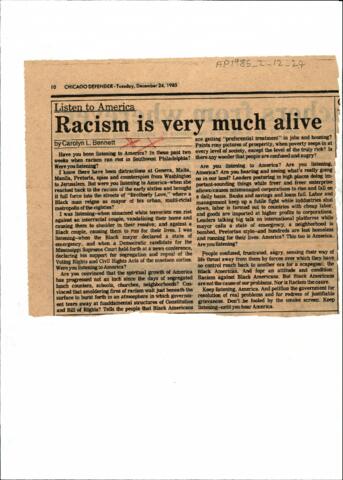 AP1985_2-12-24
10 CHICAGO DEFENDER - Tuesday, December 24, 1985
Listen to America
Racism is very much alive
by Carolyn L. Bennett
Have you been listening to America? In these past two
weeks when racism ran riot in Southwest Philadelphia?
Were you listening?
I know there have been distractions at Geneva, Malta,
Manila, Pretoria, spies and counterspies from Washington
to Jerusalem. But were you listening to America-when she
reached back to the racism of the early sixties and brought
it full force into the streets of "Brotherly Love," where a
Black man reigns as mayor of his urban, multi-racial
metropolis of the eighties?
I was listening-when unmasked white terrorists ran riot
against an interracial couple, vandalizing their home and
causing them to shudder in their resolve; and against a
Black couple, causing them to run for their lives. I was
listening-when the Black mayor declared a state of
emergency, and when a Democratic candidate for the
Mississippi Supreme Court held at a news conference,
declaring his support for segregation and repeal of the
Voting Rights and Civil Rights Acts of the nineteen sixties.
Were you listening to America?
Are you convinced that the spiritual growth of America
has progressed not an inch since the days of segregated
lunch counters, schools, churches, neighborhoods? Con-
vinced that smoldering fires of racism wait just beneath the
surface to burst forth in an atmosphere in which govern-
ment tears away at fundamental structures of Constitution
and Bill of Rights? Tells the people that Black Americans
are getting "preferential treatment" in jobs and housing?
Paints rosy pictures of prosperity, when poverty seeps in at
every level of society, except the level of the truly rich? Is
there any wonder that people are confused and angry?
Are you listening to America? Are you listening,
America? Are you hearing and seeing what's really going
on in our land? Leaders posturing in high places doing im-
portant-sounding things while freer and freer enterprise
allows craven mismanaged corporations to rise and fall on
a daily basis. Banks and savings and loans fail. Labor and
management keep up a futile fight while industries shut
down, labor is farmed out to countries with cheap labor,
and goods are imported at higher profits to corporations.
Leaders talking big talk on international platforms while
mayor calls a state of emergency, a neighborhood is
bombed, Pretorian style-and hundreds are lost homeless
and running for their lives. America? This too is America.
Are you listening?
People confused, frustrated, angry, sensing their way of
life thrust away from them by forces over which they have
no control reach back to another era for a scapegoat: the
Black American. And for an attitude and condition:
Racism against Black Americans. But Black Americans
are not the cause of our problems. Nor is Racism the cause.
Keep listening, America. And petition the government for
resolution of real problems and for redress of justifiable
grievances. Don't be fooled by the smoke screen. Keep
listening-until you hear America.